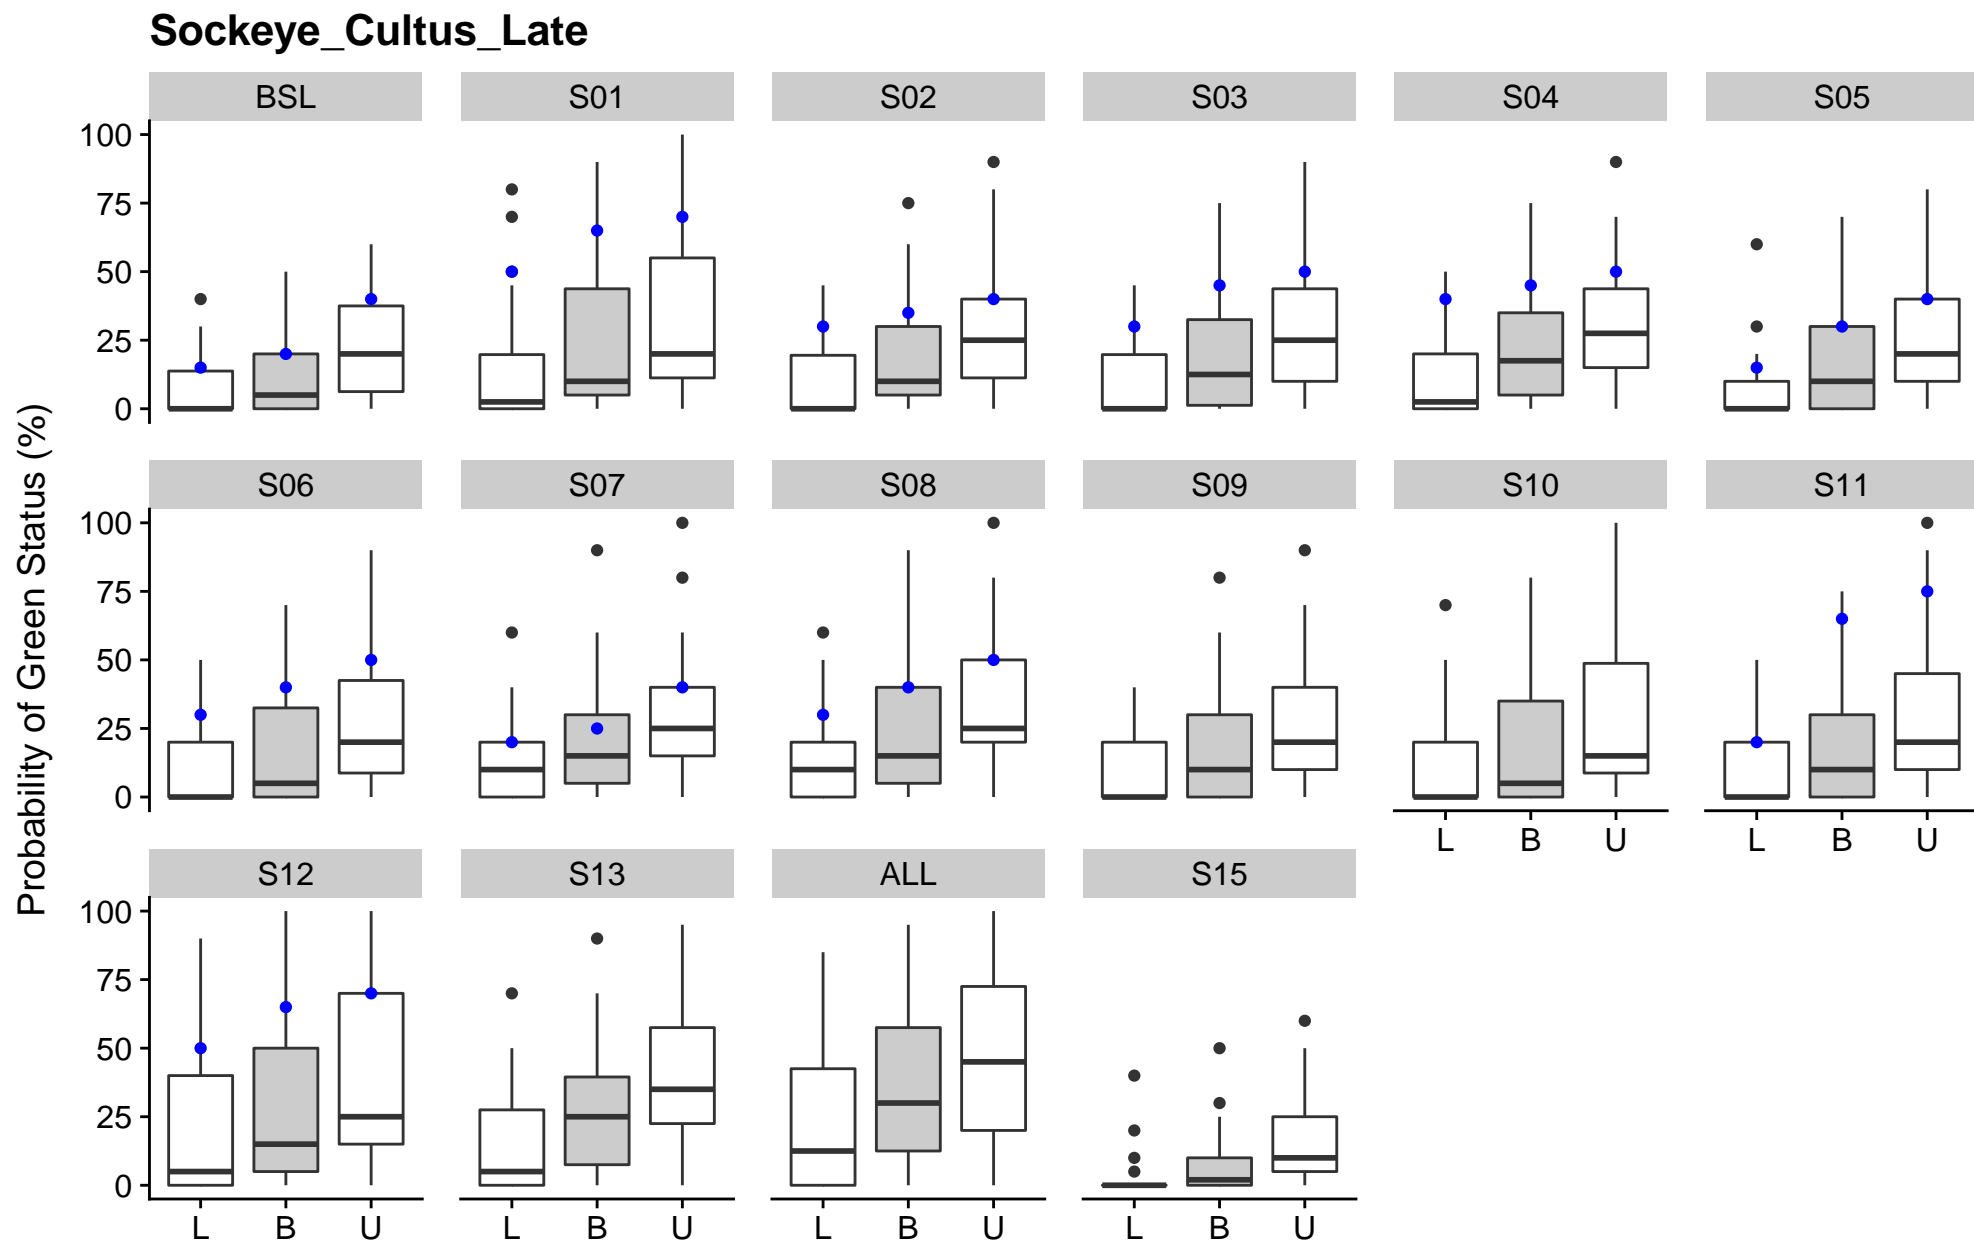 Sockeye_Cultus_Late
BSL S01 S02 S03 S04 S05
100
75
50
25
0
S06 S07 S08 S09 S10 S11
100
75
50
25
0
L B U L B U
S12 S13 ALL S15
100
75
50
25
0
L B U L B U L B U L B U
Probability of Green Status (%)